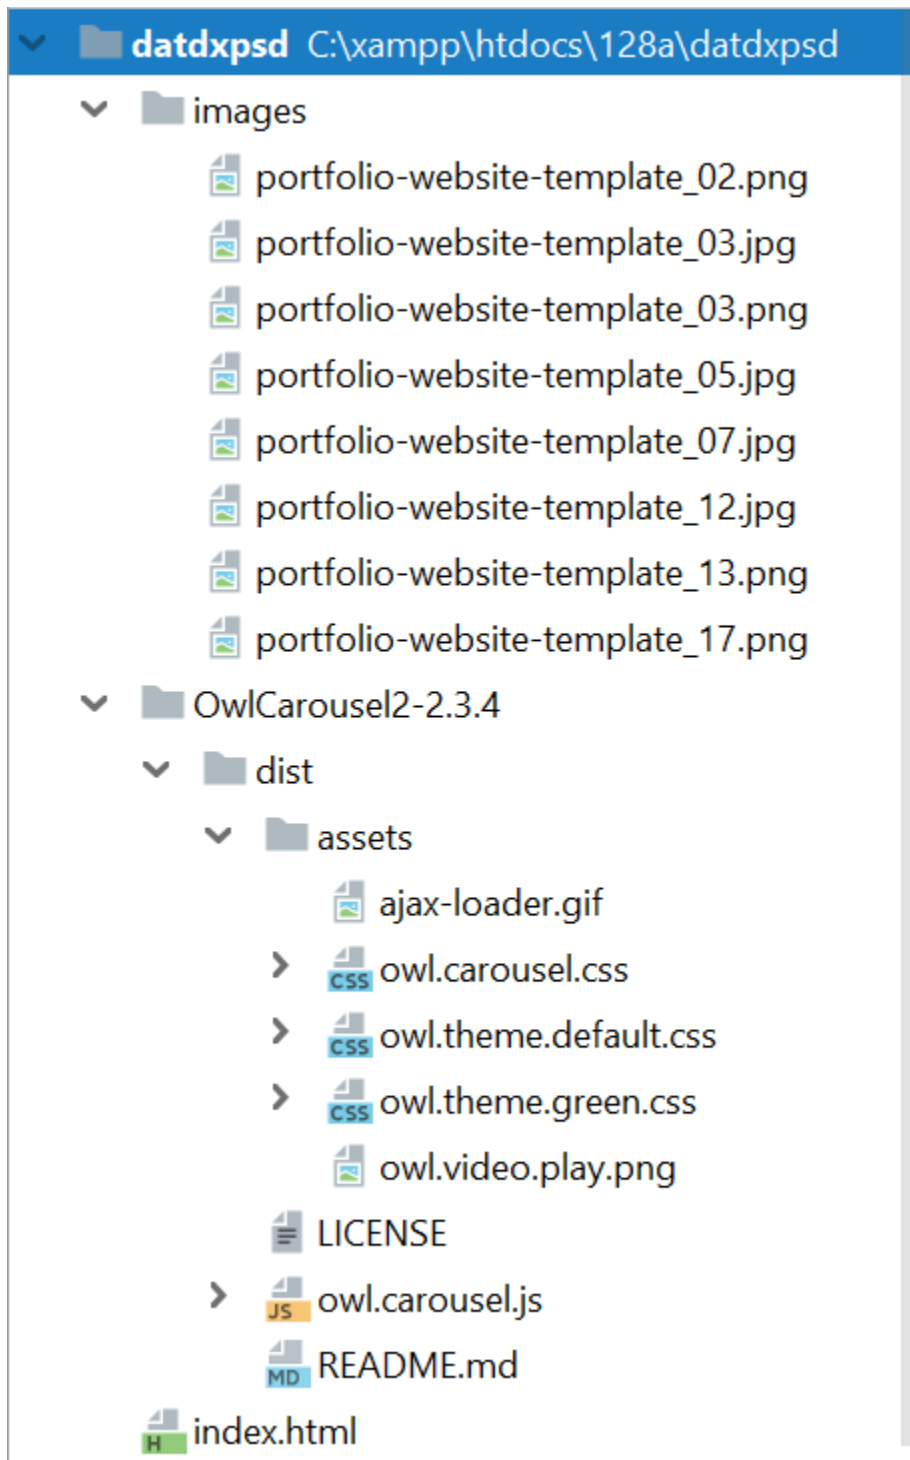 datdxpsd C:\xampp\htdocs\128a\datdxpsd
images
portfolio-website-template_02.png
portfolio-website-template_03.jpg
portfolio-website-template_03.png
portfolio-website-template_05.jpg
portfolio-website-template_07.jpg
portfolio-website-template_12.jpg
portfolio-website-template_13.png
portfolio-website-template_17.png
OwlCarousel2-2.3.4
dist
assets
ajax-loader.gif
CSS owl.carousel.css
CSS owl.theme.default.css
CSS owl.theme.green.css
owl.video.play.png
LICENSE
JS owl.carousel.js
MD README.md
H index.html